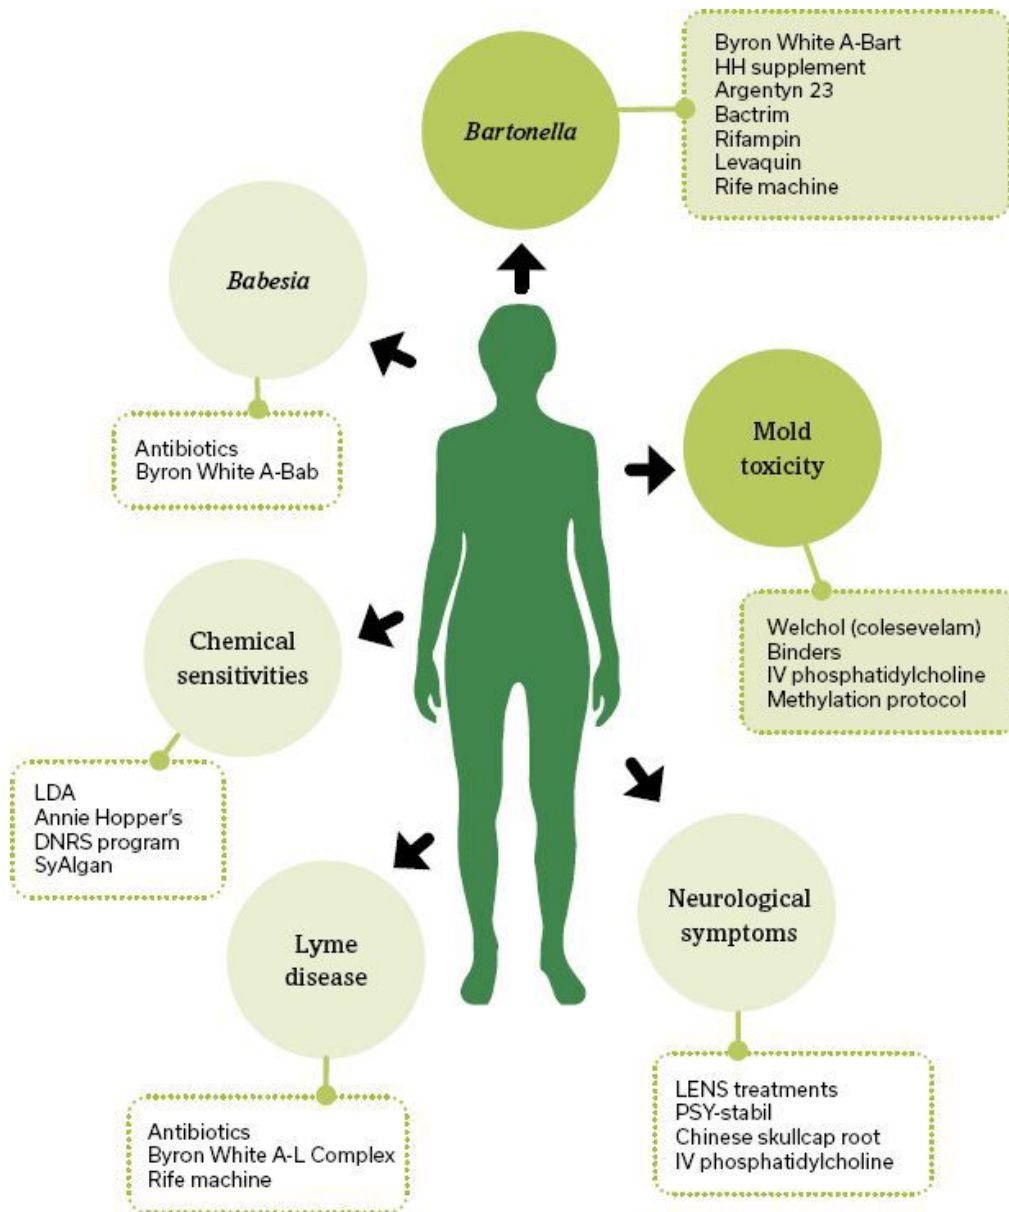 Bartonella
Byron White A-Bart
HH supplement
Argentyn 23
Bactrim
Rifampin
Levaquin
Rife machine
Babesia
Antibiotics
Byron White A-Bab
Mold
toxicity
Welchol (colesevelam)
Binders
IV phosphatidylcholine
Methylation protocol
Chemical
sensitivities
LDA
Annie Hopper's
DNRS program
SyAlgan
Neurological
symptoms
LENS treatments
PSY-stabil
Chinese skullcap root
IV phosphatidylcholine
Lyme
disease
Antibiotics
Byron White A-L Complex
Rife machine